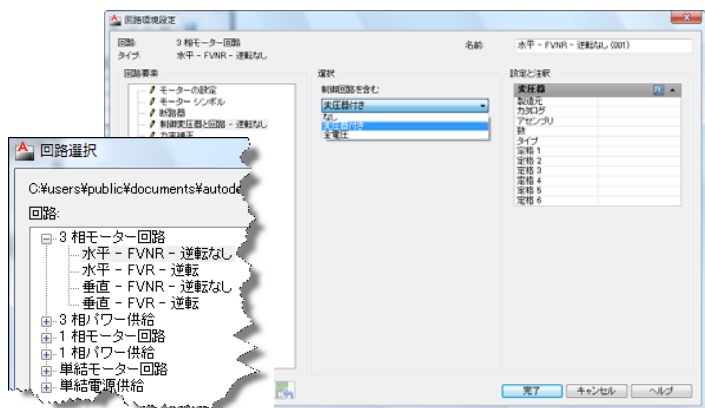 回路環境設定
回路: 3 相モーター回路
タイプ: 水平 - FVNR - 逆転なし
名前: 水平 - FVNR - 逆転なし (001)
回路要素
モーターの設定
モーター シンボル
断路器
制御変圧器と回路 - 逆転なし
力率補正
選択
制御回路を含む
変圧器付き
なし
変圧器付き
全電圧
設定と注釈
変圧器
製造元
カタログ
アセンブリ
数
タイプ
定格 1
定格 2
定格 3
定格 4
定格 5
定格 6
完了
キャンセル
ヘルプ
回路選択
C:¥users¥public¥documents¥autode
回路:
3 相モーター回路
水平 - FVNR - 逆転なし
水平 - FVR - 逆転
垂直 - FVNR - 逆転なし
垂直 - FVR - 逆転
3 相パワー供給
1 相モーター回路
1 相パワー供給
単結モーター回路
単結電源供給